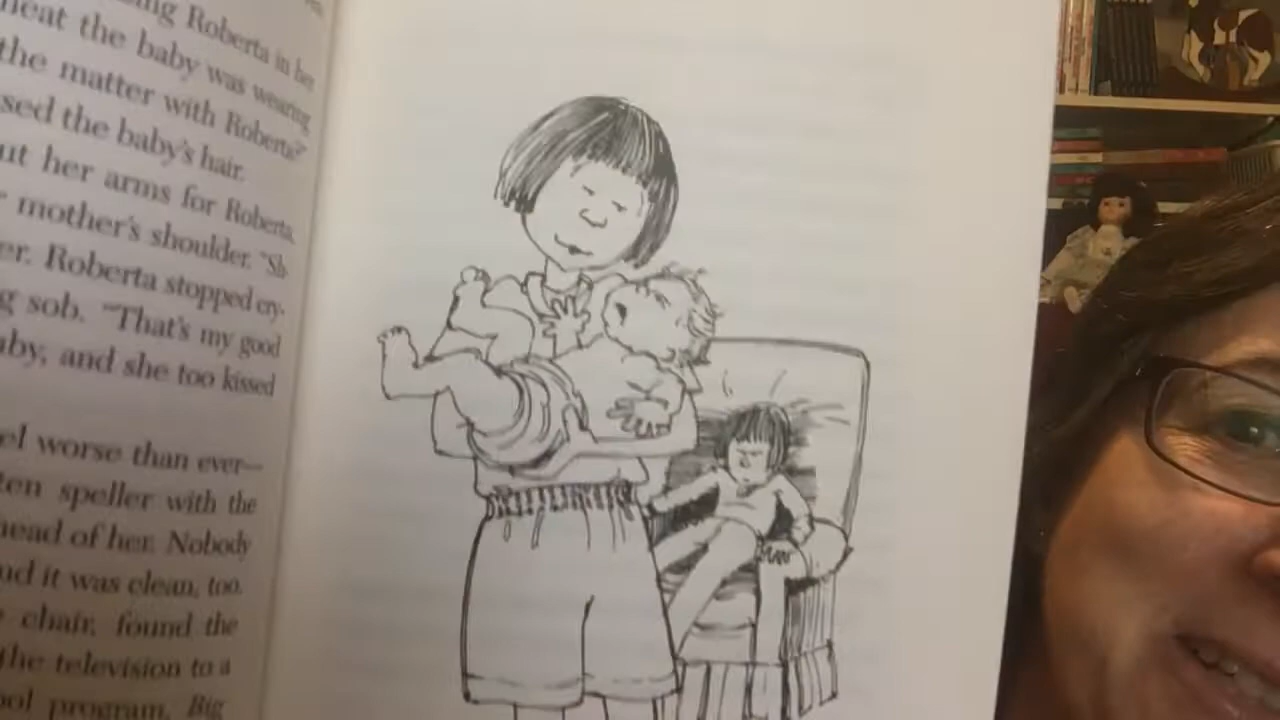 ing Roberta in her
heat the baby was wearing
the matter with Roberta?"
sed the baby's hair.
ut her arms for Roberta,
mother's shoulder. "Sh
er. Roberta stopped cry-
g sob. "That's my good
aby, and she too kissed
el worse than ever—
ten speller with the
head of her. Nobody
nd it was clean, too.
chair, found the
the television to a
ool program, Big